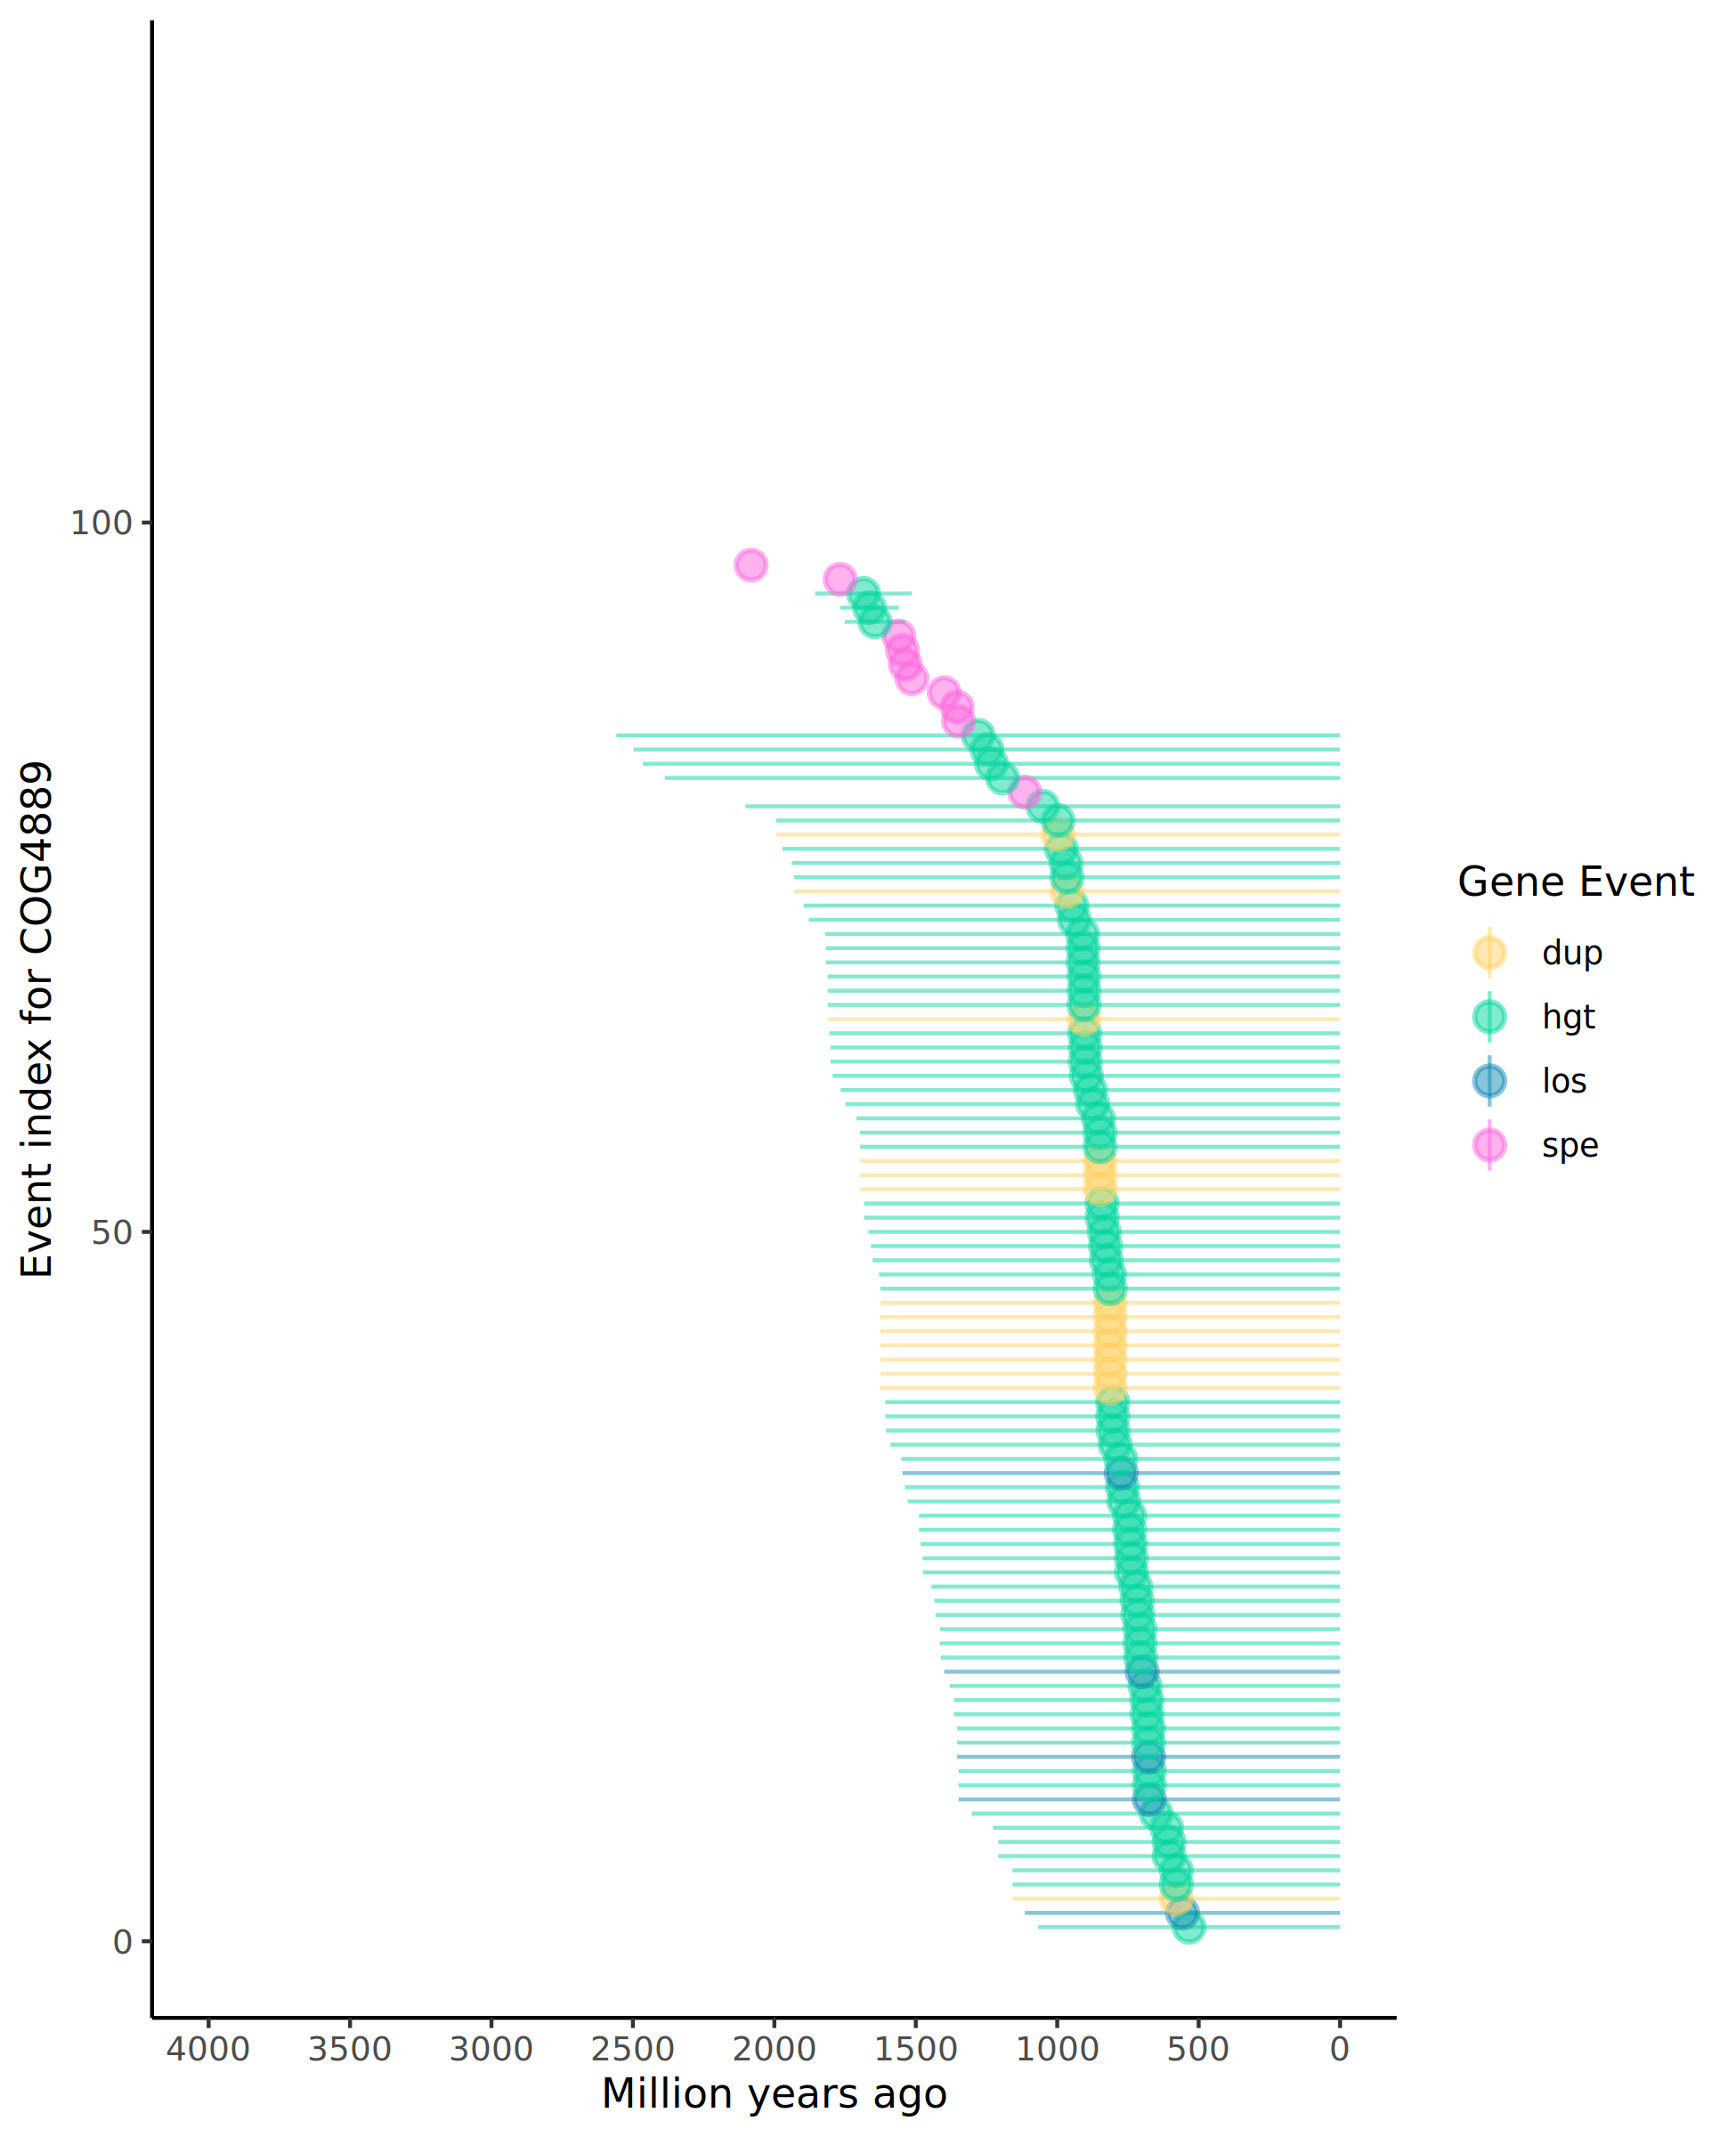 Event index for COG4889
100
50
0
4000 3500 3000 2500 2000 1500 1000 500 0
Million years ago
Gene Event
dup
hgt
los
spe